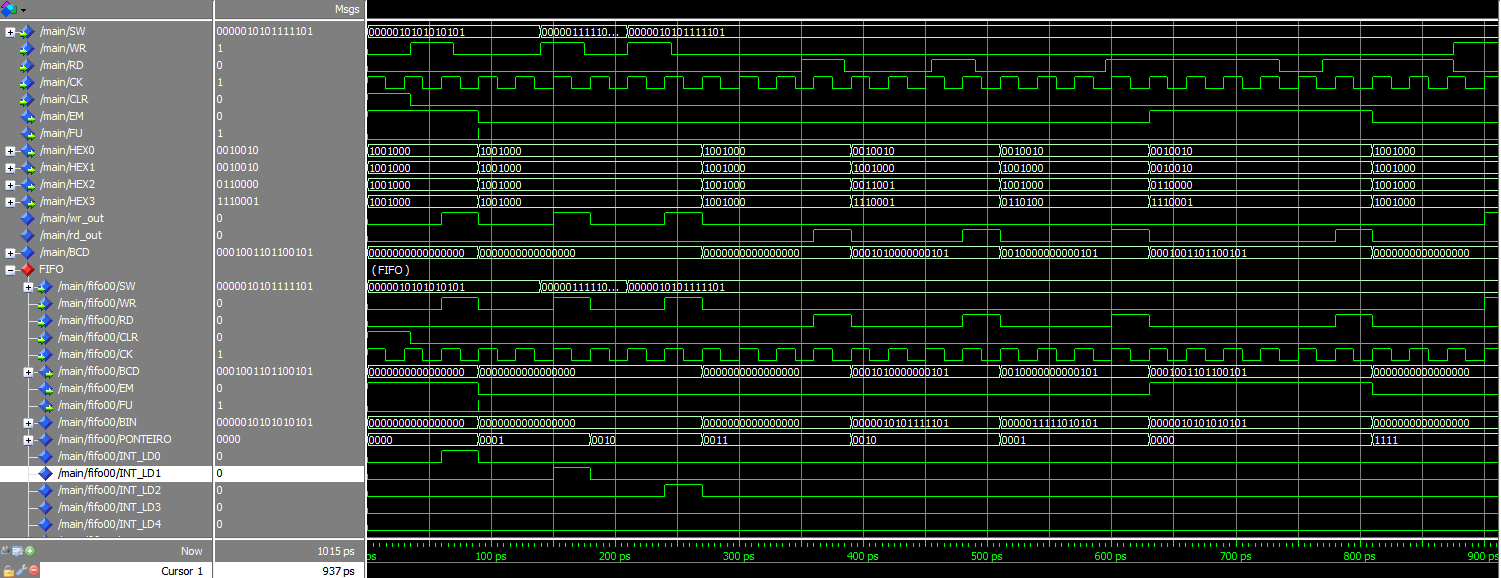 Msgs
/main/SW 0000010101111101 0000010101010101 00000111110... 0000010101111101
/main/WR 1
/main/RD 0
/main/CK 1
/main/CLR 0
/main/EM 0
/main/FU 1
/main/HEX0 0010010 1001000 1001000 1001000 0010010 0010010 0010010 1001000
/main/HEX1 0010010 1001000 1001000 1001000 1001000 1001000 0010010 1001000
/main/HEX2 0110000 1001000 1001000 1001000 0011001 1001000 0110000 1001000
/main/HEX3 1110001 1001000 1001000 1001000 1110001 0110100 1110001 1001000
/main/wr_out 0
/main/rd_out 0
/main/BCD 0001001101100101 0000000000000000 0000000000000000 0000000000000000 0001010000000101 0010000000000101 0001001101100101 0000000000000000
FIFO ( FIFO )
/main/fifo00/SW 0000010101111101 0000010101010101 00000111110... 0000010101111101
/main/fifo00/WR 0
/main/fifo00/RD 0
/main/fifo00/CLR 0
/main/fifo00/CK 1
/main/fifo00/BCD 0001001101100101 0000000000000000 0000000000000000 0000000000000000 0001010000000101 0010000000000101 0001001101100101 0000000000000000
/main/fifo00/EM 0
/main/fifo00/FU 1
/main/fifo00/BIN 0000010101010101 0000000000000000 0000000000000000 0000000000000000 0000010101111101 0000011111010101 0000010101010101 0000000000000000
/main/fifo00/PONTEIRO 0000 0000 0001 0010 0011 0010 0001 0000 1111
/main/fifo00/INT_LD0 0
/main/fifo00/INT_LD1 0
/main/fifo00/INT_LD2 0
/main/fifo00/INT_LD3 0
/main/fifo00/INT_LD4 0
Now 1015 ps ps 100 ps 200 ps 300 ps 400 ps 500 ps 600 ps 700 ps 800 ps 900 ps
Cursor 1 937 ps